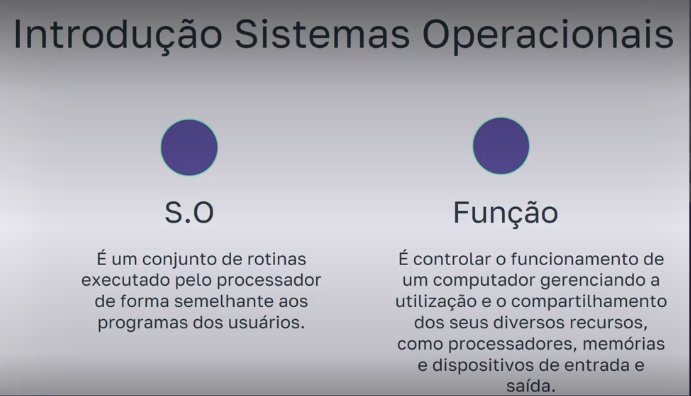 Introdução Sistemas Operacionais
S.O
É um conjunto de rotinas
executado pelo processador
de forma semelhante aos
programas dos usuários.
Função
É controlar o funcionamento de
um computador gerenciando a
utilização e o compartilhamento
dos seus diversos recursos,
como processadores, memórias
e dispositivos de entrada e
saída.